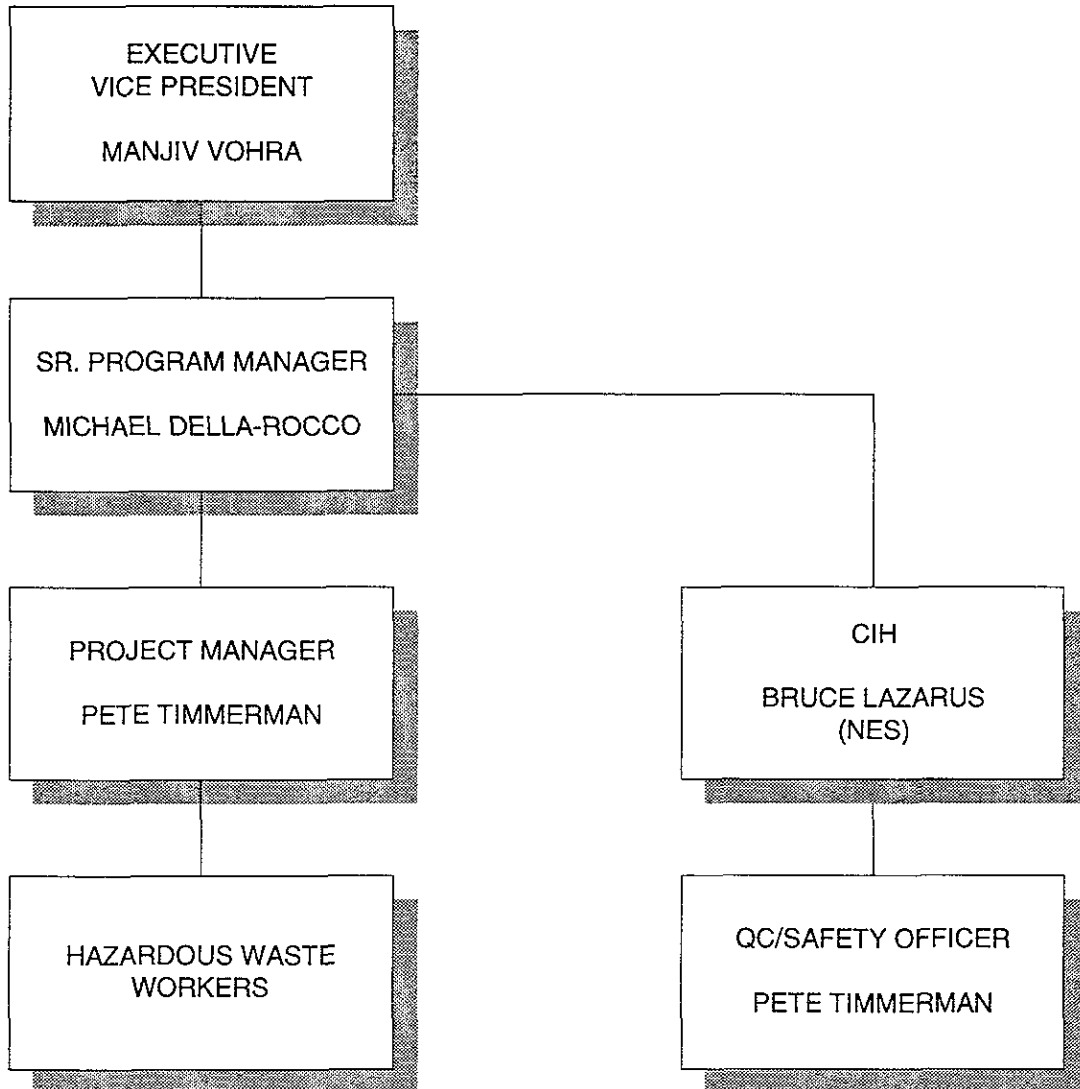 EXECUTIVE
VICE PRESIDENT
MANJIV VOHRA
SR. PROGRAM MANAGER
MICHAEL DELLA-ROCCO
PROJECT MANAGER
PETE TIMMERMAN
CIH
BRUCE LAZARUS
(NES)
HAZARDOUS WASTE
WORKERS
QC/SAFETY OFFICER
PETE TIMMERMAN